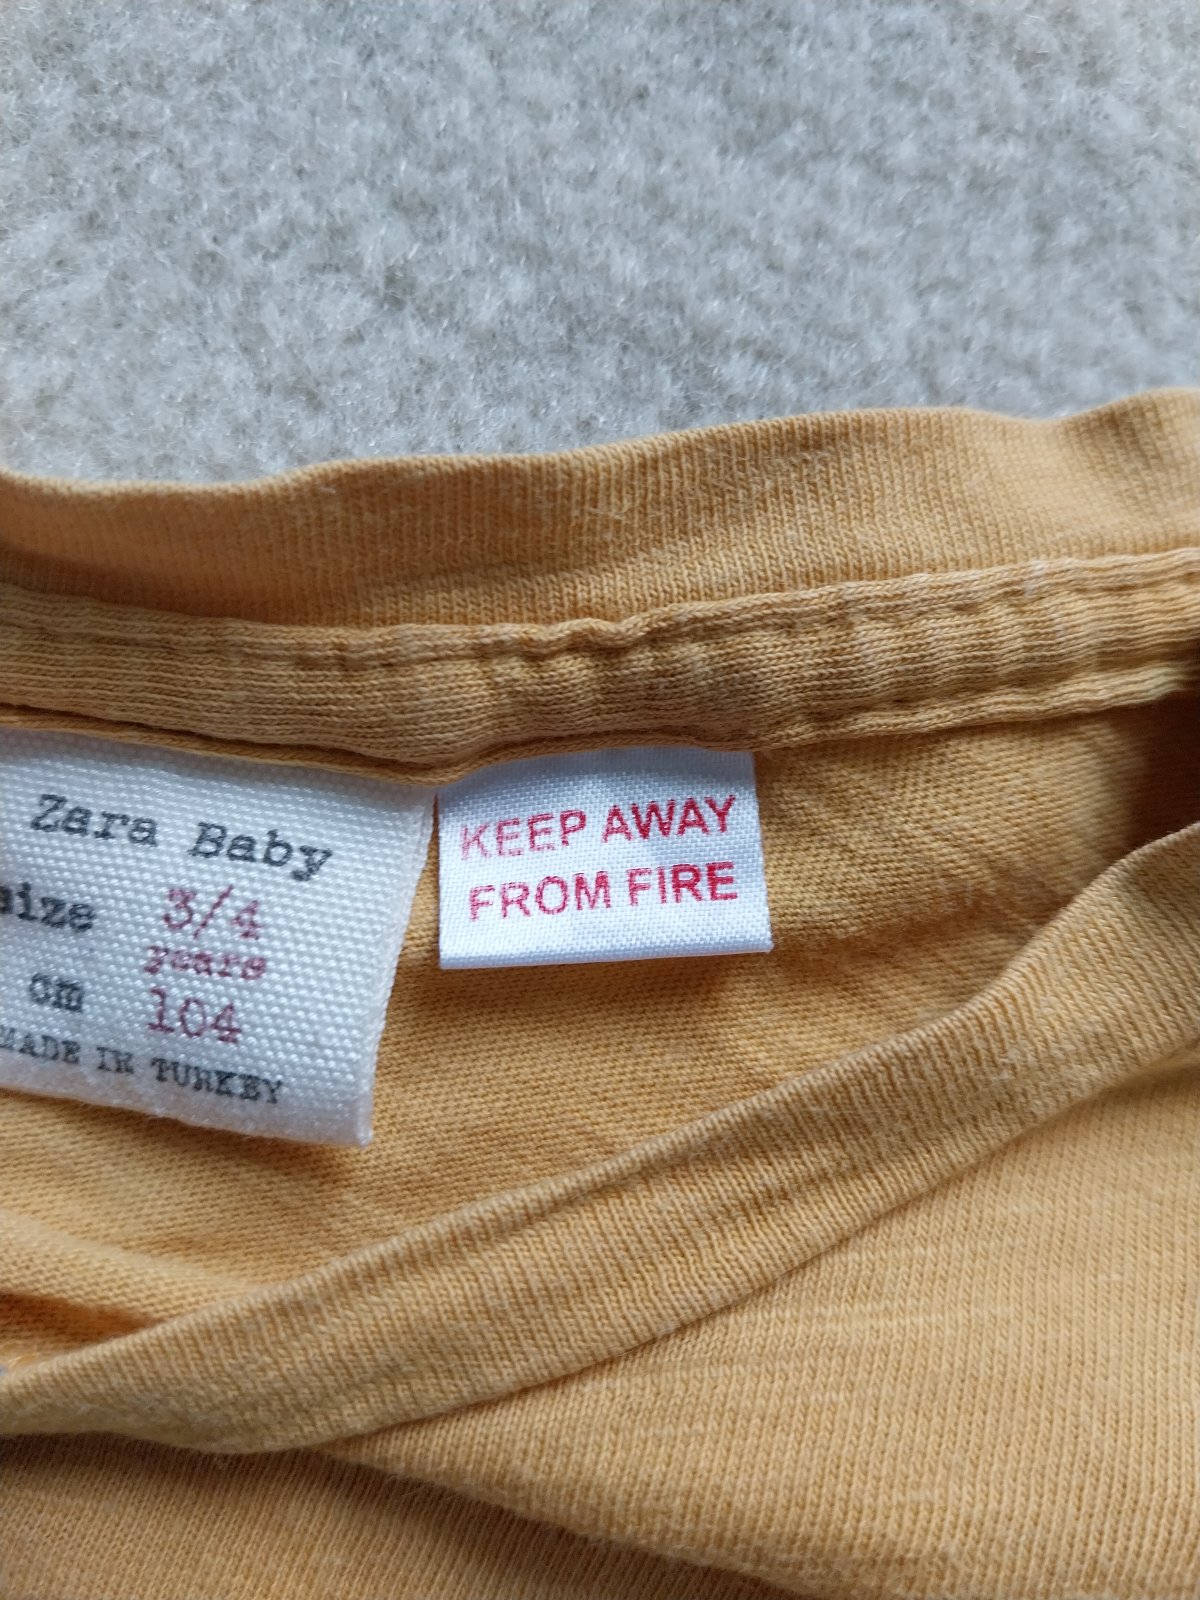 Zara Baby
size 3/4
years
cm 104
MADE IN TURKEY
KEEP AWAY
FROM FIRE